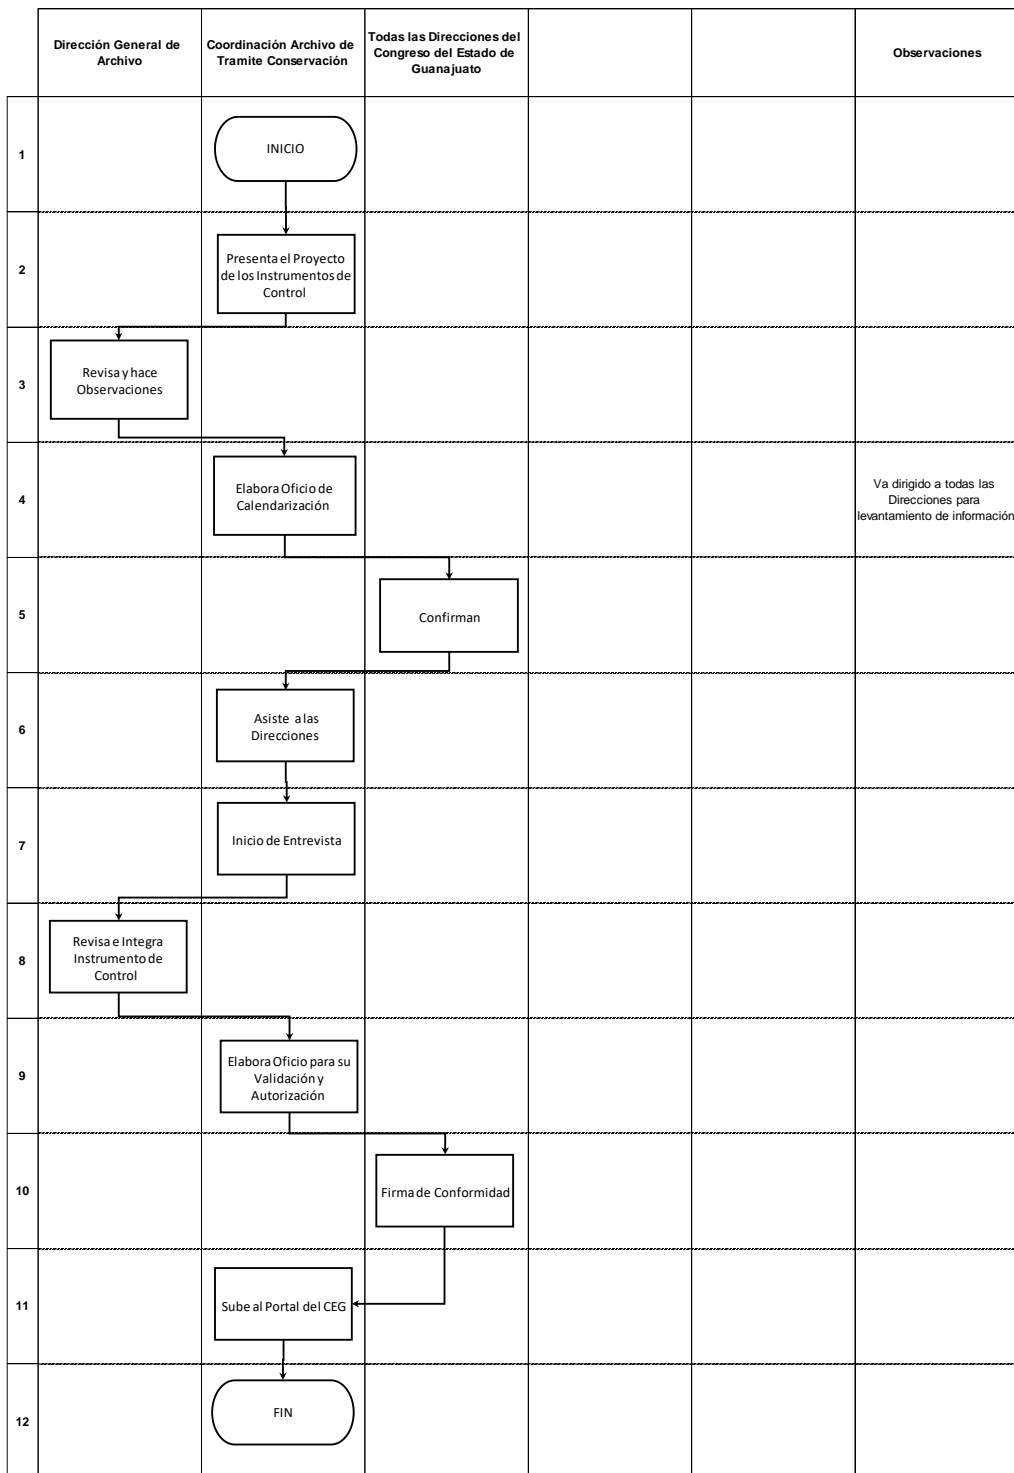 Dirección General de
Archivo
Coordinación Archivo de
Tramite Conservación
Todas las Direcciones del
Congreso del Estado de
Guanajuato
Observaciones
1
INICIO
2
Presenta el Proyecto
de los Instrumentos de
Control
3
Revisa y hace
Observaciones
4
Elabora Oficio de
Calendarización
Va dirigido a todas las
Direcciones para
levantamiento de información
5
Confirman
6
Asiste a las
Direcciones
7
Inicio de Entrevista
8
Revisa e Integra
Instrumento de
Control
9
Elabora Oficio para su
Validación y
Autorización
10
Firma de Conformidad
11
Sube al Portal del CEG
12
FIN